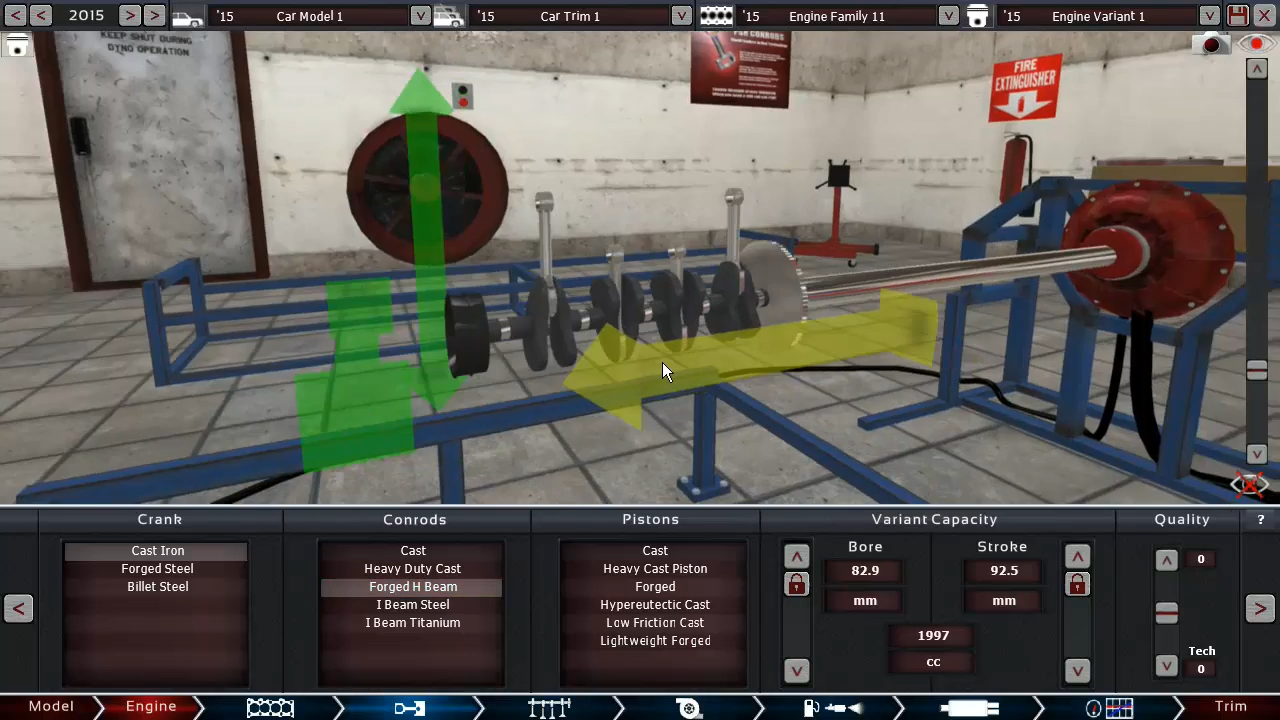 2015
'15 Car Model 1
'15 Car Trim 1
'15 Engine Family 11
'15 Engine Variant 1
KEEP SHUT DURING
DYNO OPERATION
FIRE
EXTINGUISHER
Crank
Cast Iron
Forged Steel
Billet Steel
Conrods
Cast
Heavy Duty Cast
Forged H Beam
I Beam Steel
I Beam Titanium
Pistons
Cast
Heavy Cast Piston
Forged
Hypereutectic Cast
Low Friction Cast
Lightweight Forged
Variant Capacity
Bore
82.9
mm
Stroke
92.5
mm
1997
cc
Quality
0
Tech
0
?
Model
Engine
Trim